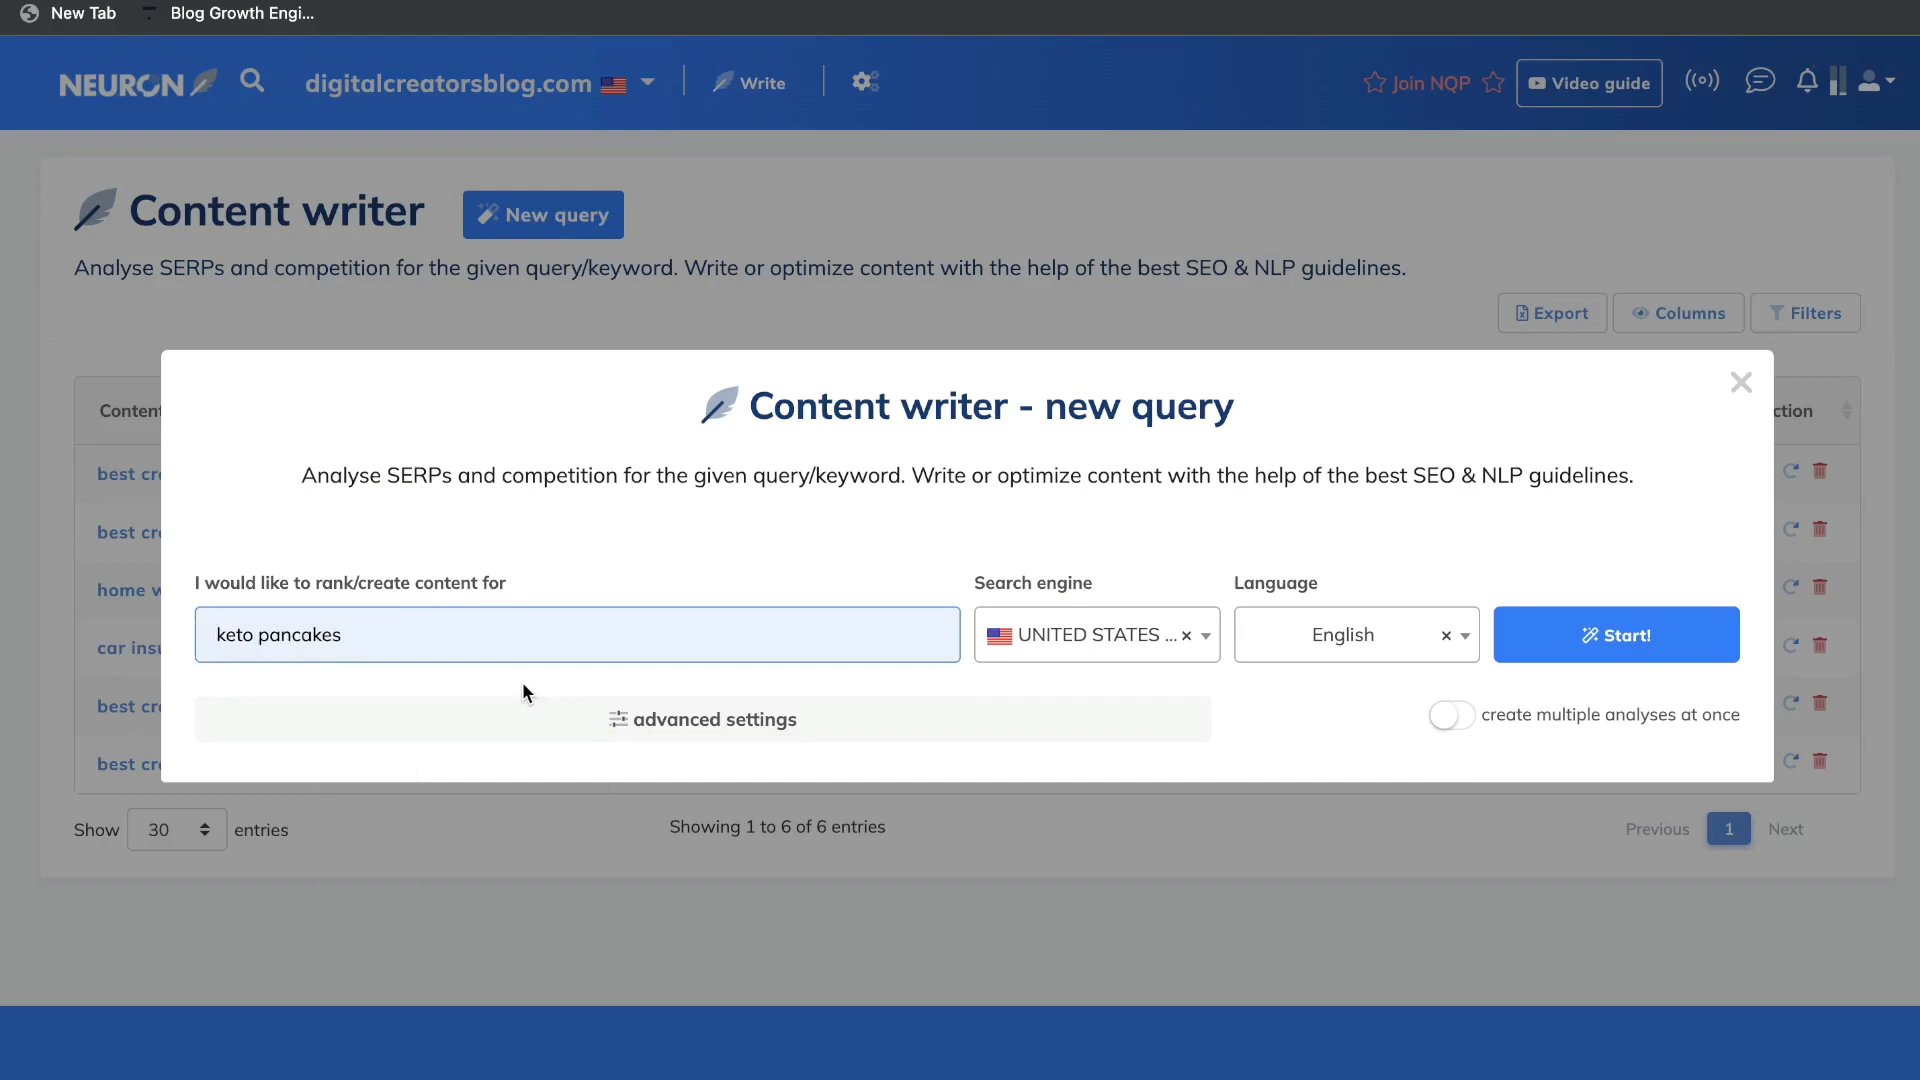 New Tab
Blog Growth Engi...
NEURON
digitalcreatorsblog.com
Write
Join NQP
Video guide
Content writer
New query
Analyse SERPs and competition for the given query/keyword. Write or optimize content with the help of the best SEO & NLP guidelines.
Export
Columns
Filters
Content writer - new query
Analyse SERPs and competition for the given query/keyword. Write or optimize content with the help of the best SEO & NLP guidelines.
Content
ction
best cr
best cr
home w
car insu
best cr
best cr
I would like to rank/create content for
Search engine
Language
keto pancakes
UNITED STATES ...
English
Start!
advanced settings
create multiple analyses at once
Show 30 entries
Showing 1 to 6 of 6 entries
Previous 1 Next